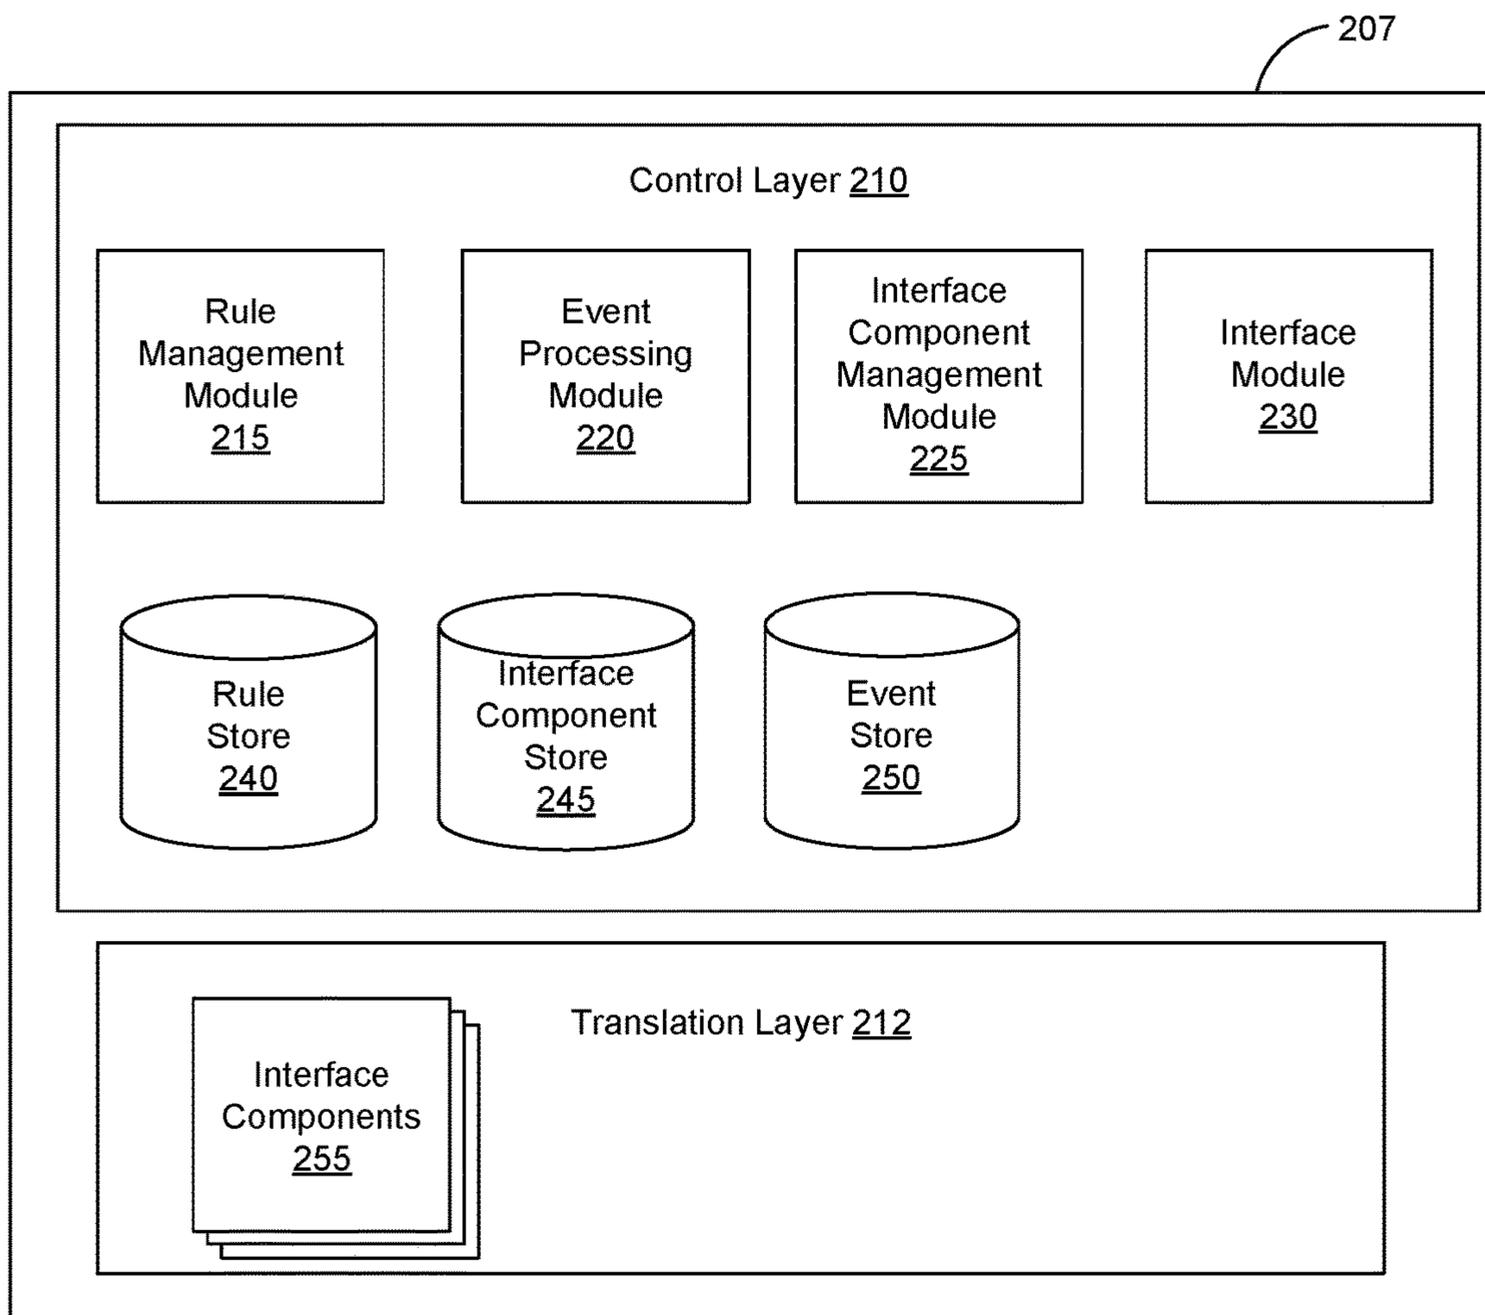 207
Control Layer 210
Rule
Management
Module
215
Event
Processing
Module
220
Interface
Component
Management
Module
225
Interface
Module
230
Rule
Store
240
Interface
Component
Store
245
Event
Store
250
Translation Layer 212
Interface
Components
255